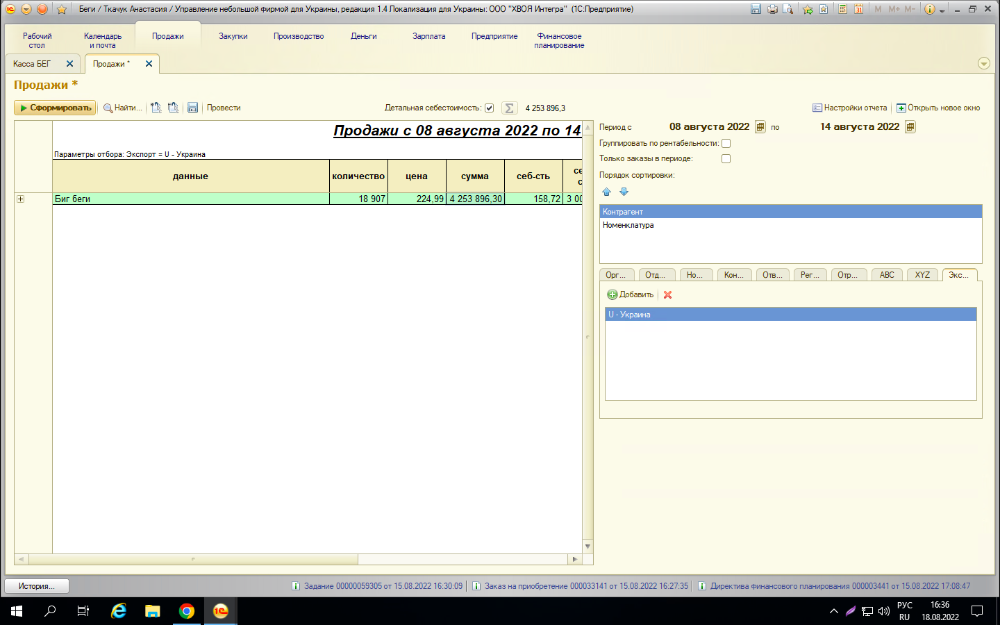 Беги / Ткачук Анастасия / Управление небольшой фирмой для Украины, редакция 1.4 Локализация для Украины: ООО "ХВОЯ Интегра" (1С:Предприятие)
M M+ M-
Рабочий стол
Календарь и почта
Продажи
Закупки
Производство
Деньги
Зарплата
Предприятие
Финансовое планирование
Касса БЕГ
Продажи *
Продажи *
Сформировать
Найти...
Провести
Детальная себестоимость:
Σ
4 253 896,3
Настройки отчета
Открыть новое окно
Продажи с 08 августа 2022 по 14
Параметры отбора: Экспорт = U - Украина
данные количество цена сумма себ-сть
Биг беги 18 907 224,99 4 253 896,30 158,72 3 00
Период с 08 августа 2022 по 14 августа 2022
Группировать по рентабельности:
Только заказы в периоде:
Порядок сортировки:
Контрагент
Номенклатура
Орг... Отд... Но... Кон... Отв... Рег... Отр... ABC XYZ Экс...
Добавить
U - Украина
История...
Задание 00000059305 от 15.08.2022 16:30:09
Заказ на приобретение 000033141 от 15.08.2022 16:27:35
Директива финансового планирования 000003441 от 15.08.2022 17:08:47
РУС
RU
16:36
18.08.2022